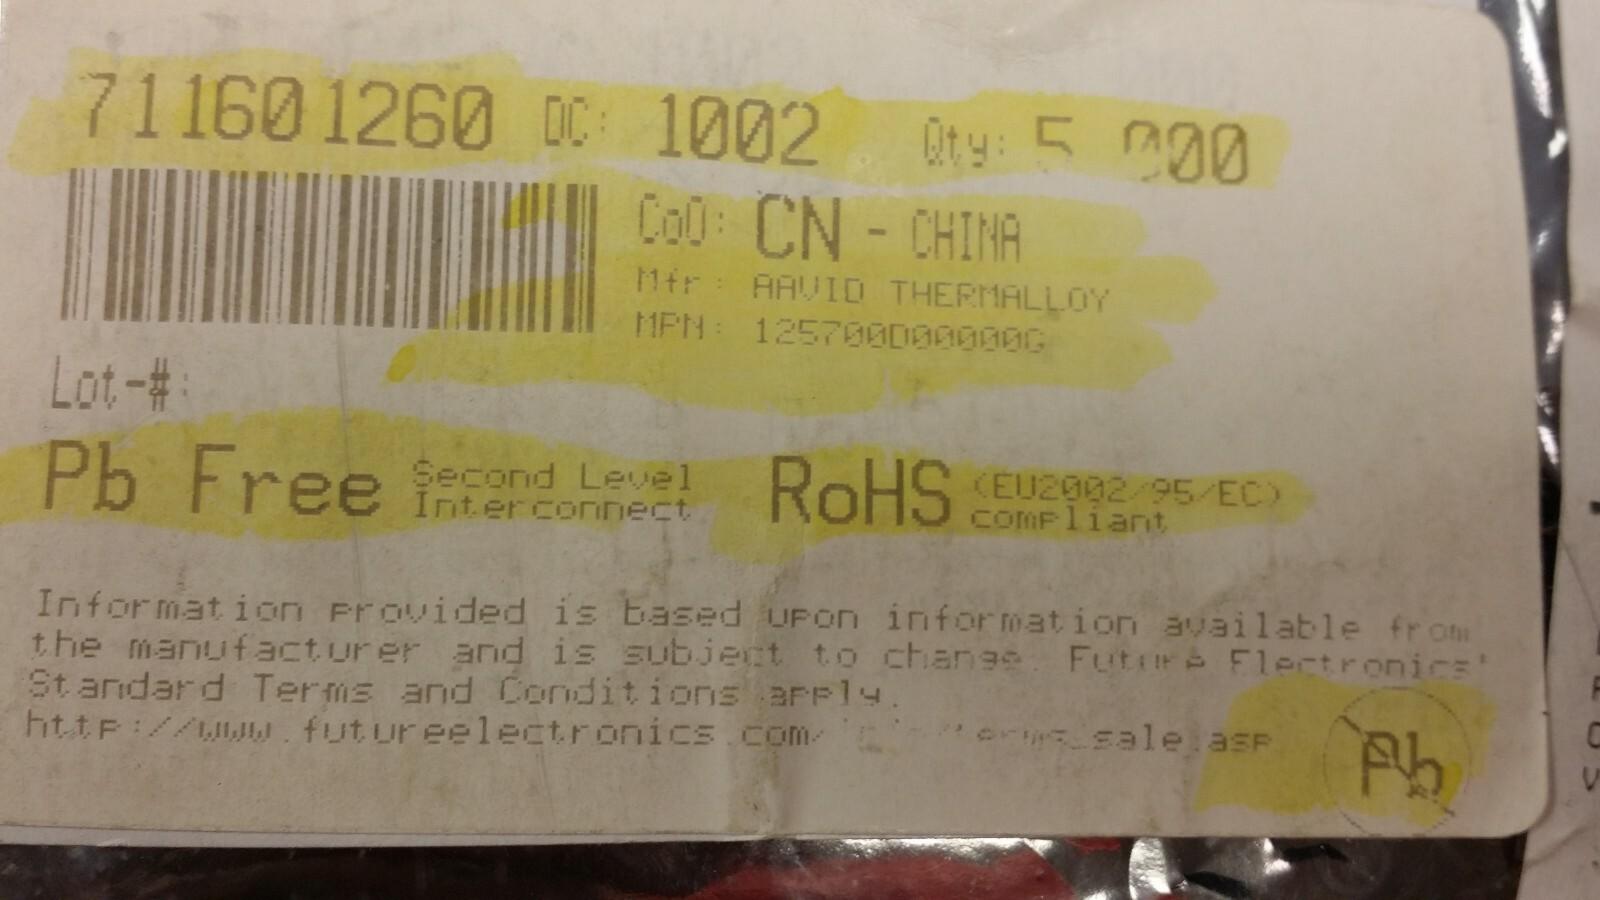 711601260 DC: 1002 Qty: 5 000
CoO: CN - CHINA
Mfr: AAVID THERMALLOY
MPN: 125700D00000G
Lot-#:
Pb Free Second Level Interconnect RoHS (EU2002/95/EC) compliant
Information provided is based upon information available from
the manufacturer and is subject to change. Future Electronics'
Standard Terms and Conditions apply.
http://www.futureelectronics.com/ terms_sale.asp
Pb